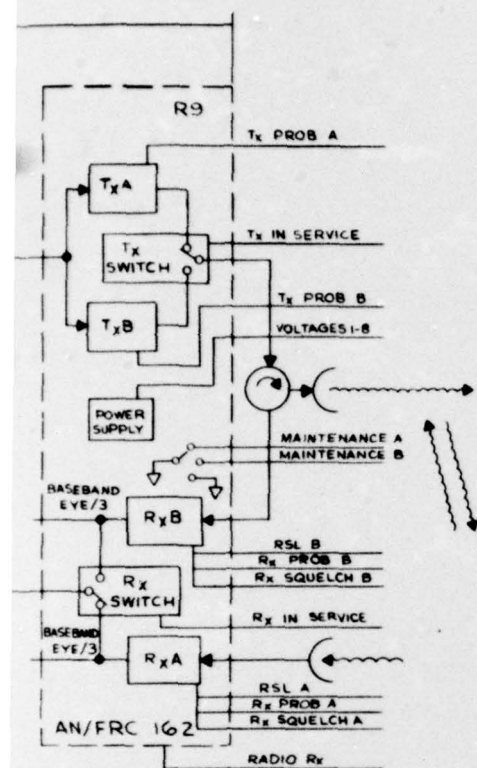 R9
Tx PROB A
TxA
Tx IN SERVICE
Tx
SWITCH
Tx PROB B
TxB
VOLTAGES 1-8
POWER
SUPPLY
MAINTENANCE A
MAINTENANCE B
BASEBAND
EYE/3
RxB
RSL B
Rx PROB B
Rx SQUELCH B
Rx
SWITCH
Rx IN SERVICE
BASEBAND
EYE/3
RxA
RSL A
Rx PROB A
Rx SQUELCH A
AN/FRC 162
RADIO Rx